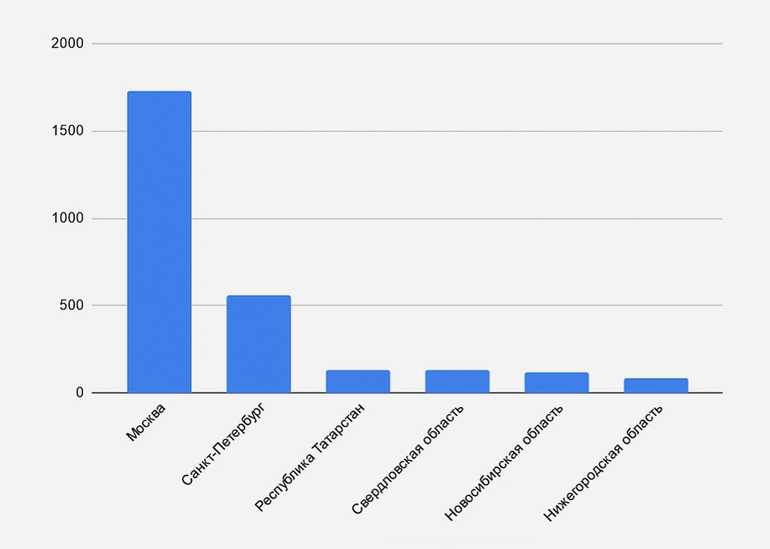 2000
1500
1000
500
0
Москва
Санкт-Петербург
Республика Татарстан
Свердловская область
Новосибирская область
Нижегородская область